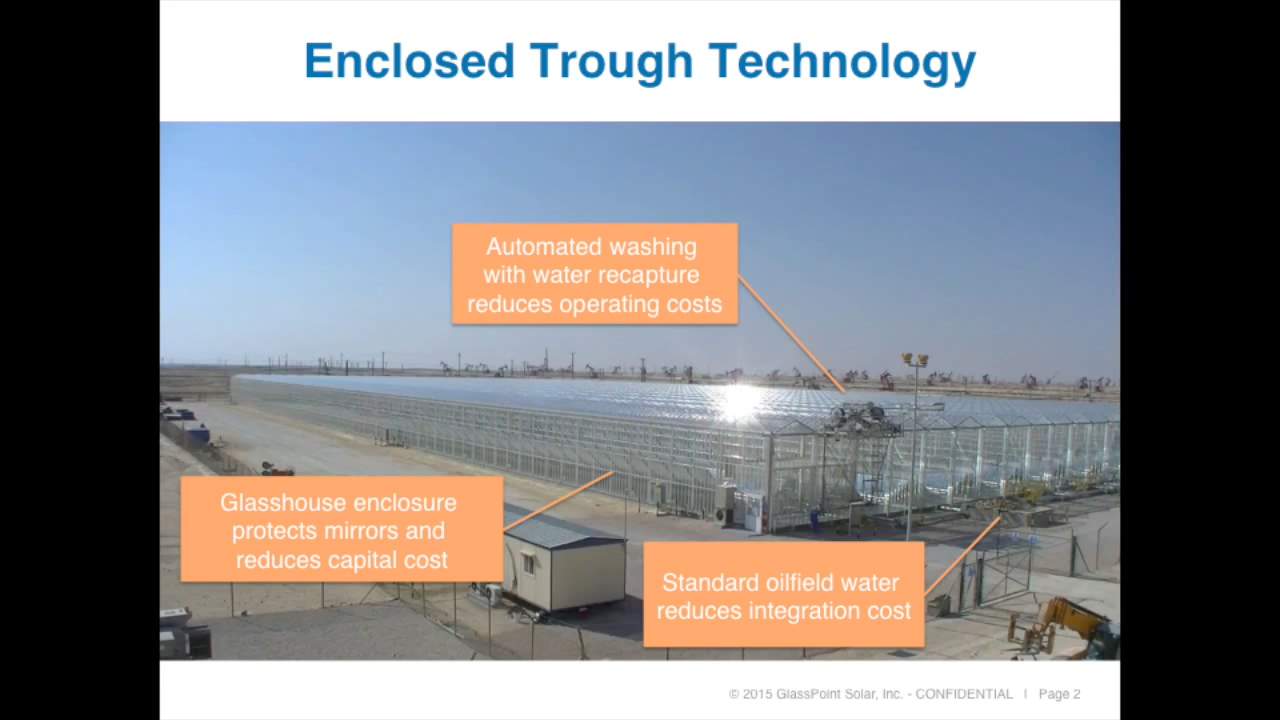 Enclosed Trough Technology
Automated washing
with water recapture
reduces operating costs
Glasshouse enclosure
protects mirrors and
reduces capital cost
Standard oilfield water
reduces integration cost
© 2015 GlassPoint Solar, Inc. - CONFIDENTIAL | Page 2